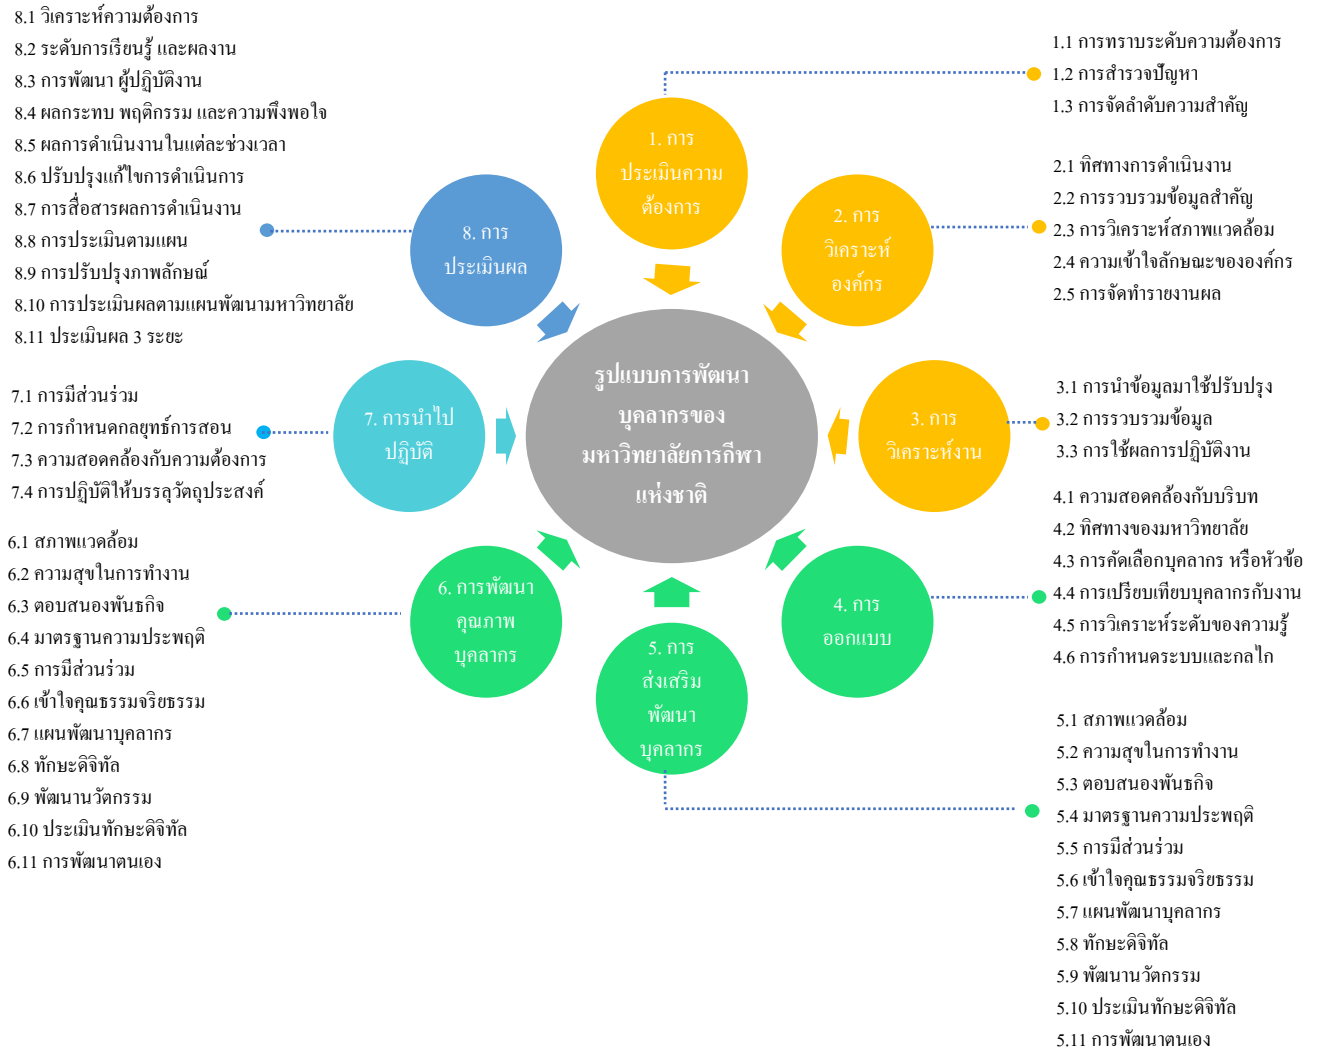 รูปแบบการพัฒนา
บุคลากรของ
มหาวิทยาลัยการกีฬา
แห่งชาติ
1. การ
ประเมินความ
ต้องการ
1.1 การทราบระดับความต้องการ
1.2 การสำรวจปัญหา
1.3 การจัดลำดับความสำคัญ
2. การ
วิเคราะห์
องค์กร
2.1 ทิศทางการดำเนินงาน
2.2 การรวบรวมข้อมูลสำคัญ
2.3 การวิเคราะห์สภาพแวดล้อม
2.4 ความเข้าใจลักษณะขององค์กร
2.5 การจัดทำรายงานผล
3. การ
วิเคราะห์งาน
3.1 การนำข้อมูลมาใช้ปรับปรุง
3.2 การรวบรวมข้อมูล
3.3 การใช้ผลการปฏิบัติงาน
4. การ
ออกแบบ
4.1 ความสอดคล้องกับบริบท
4.2 ทิศทางของมหาวิทยาลัย
4.3 การคัดเลือกบุคลากร หรือหัวข้อ
4.4 การเปรียบเทียบบุคลากรกับงาน
4.5 การวิเคราะห์ระดับของความรู้
4.6 การกำหนดระบบและกลไก
5. การ
ส่งเสริม
พัฒนา
บุคลากร
5.1 สภาพแวดล้อม
5.2 ความสุขในการทำงาน
5.3 ตอบสนองพันธกิจ
5.4 มาตรฐานความประพฤติ
5.5 การมีส่วนร่วม
5.6 เข้าใจคุณธรรมจริยธรรม
5.7 แผนพัฒนาบุคลากร
5.8 ทักษะดิจิทัล
5.9 พัฒนานวัตกรรม
5.10 ประเมินทักษะดิจิทัล
5.11 การพัฒนาตนเอง
6. การพัฒนา
คุณภาพ
บุคลากร
6.1 สภาพแวดล้อม
6.2 ความสุขในการทำงาน
6.3 ตอบสนองพันธกิจ
6.4 มาตรฐานความประพฤติ
6.5 การมีส่วนร่วม
6.6 เข้าใจคุณธรรมจริยธรรม
6.7 แผนพัฒนาบุคลากร
6.8 ทักษะดิจิทัล
6.9 พัฒนานวัตกรรม
6.10 ประเมินทักษะดิจิทัล
6.11 การพัฒนาตนเอง
7. การนำไป
ปฏิบัติ
7.1 การมีส่วนร่วม
7.2 การกำหนดกลยุทธ์การสอน
7.3 ความสอดคล้องกับความต้องการ
7.4 การปฏิบัติให้บรรลุวัตถุประสงค์
8. การ
ประเมินผล
8.1 วิเคราะห์ความต้องการ
8.2 ระดับการเรียนรู้ และผลงาน
8.3 การพัฒนา ผู้ปฏิบัติงาน
8.4 ผลกระทบ พฤติกรรม และความพึงพอใจ
8.5 ผลการดำเนินงานในแต่ละช่วงเวลา
8.6 ปรับปรุงแก้ไขการดำเนินการ
8.7 การสื่อสารผลการดำเนินงาน
8.8 การประเมินตามแผน
8.9 การปรับปรุงภาพลักษณ์
8.10 การประเมินผลตามแผนพัฒนามหาวิทยาลัย
8.11 ประเมินผล 3 ระยะ